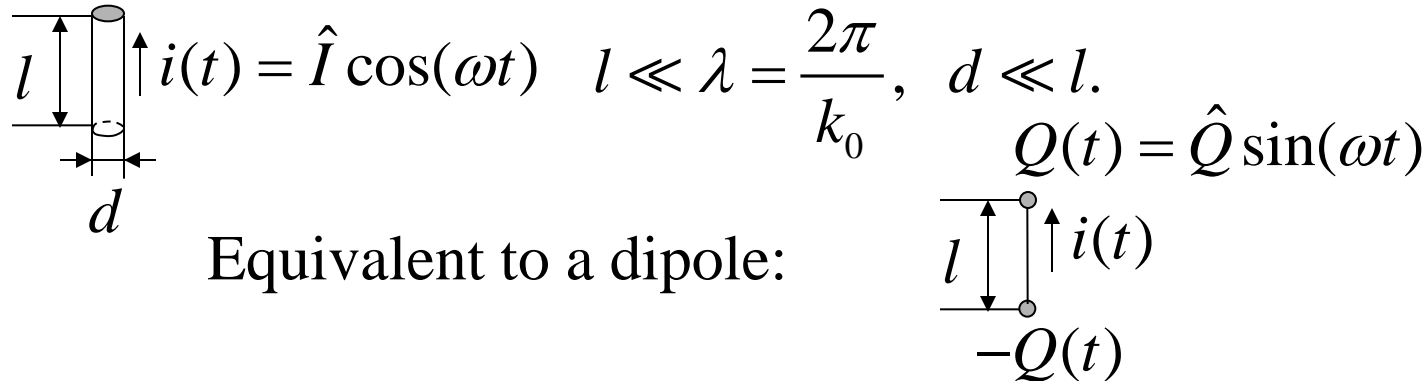 l i(t) = Î cos(ωt) l ≪ λ = 2π/k₀, d ≪ l.
d
Q(t) = Q̂ sin(ωt)
Equivalent to a dipole: l i(t)
−Q(t)